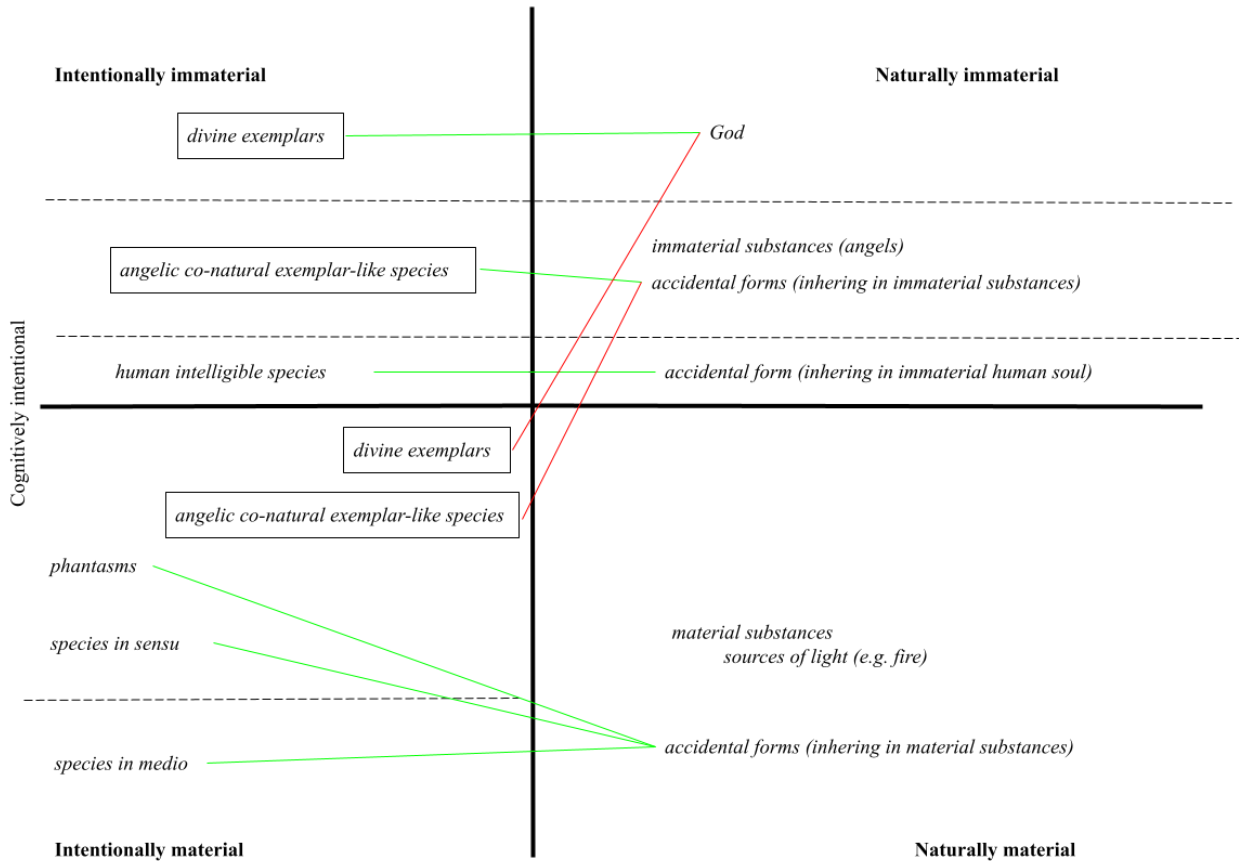 Intentionally immaterial
Naturally immaterial
divine exemplars
God
immaterial substances (angels)
angelic co-natural exemplar-like species
accidental forms (inhering in immaterial substances)
human intelligible species
accidental form (inhering in immaterial human soul)
Cognitively intentional
divine exemplars
angelic co-natural exemplar-like species
phantasms
species in sensu
material substances
sources of light (e.g. fire)
accidental forms (inhering in material substances)
species in medio
Intentionally material
Naturally material